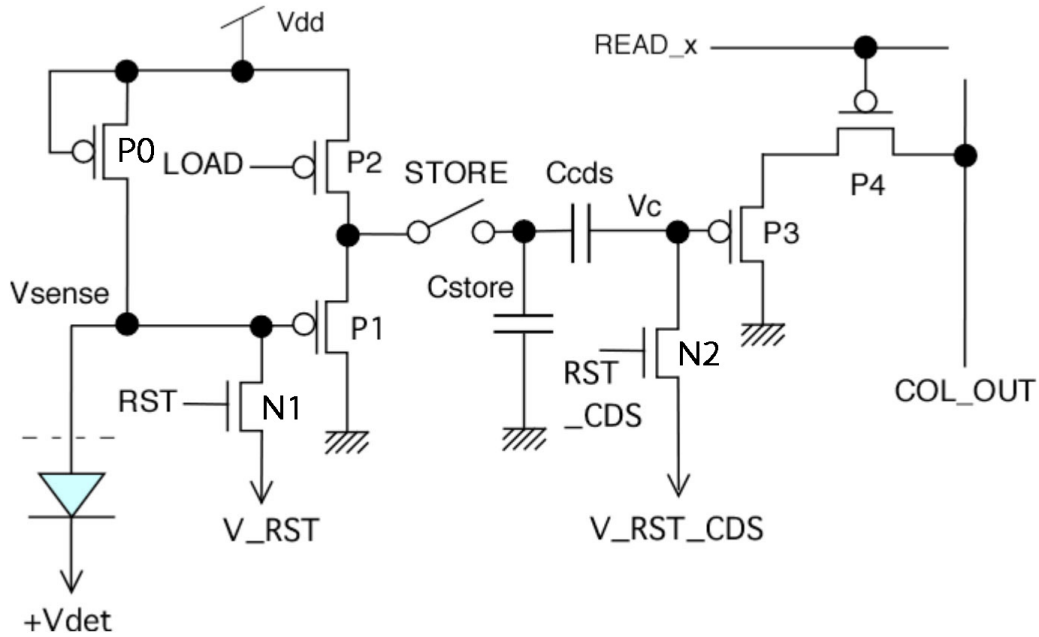 Vdd
READ_x
P0
LOAD
P2
STORE
Ccds
Vc
P3
P4
Vsense
Cstore
P1
RST
N1
RST
_CDS
N2
COL_OUT
V_RST
V_RST_CDS
+Vdet